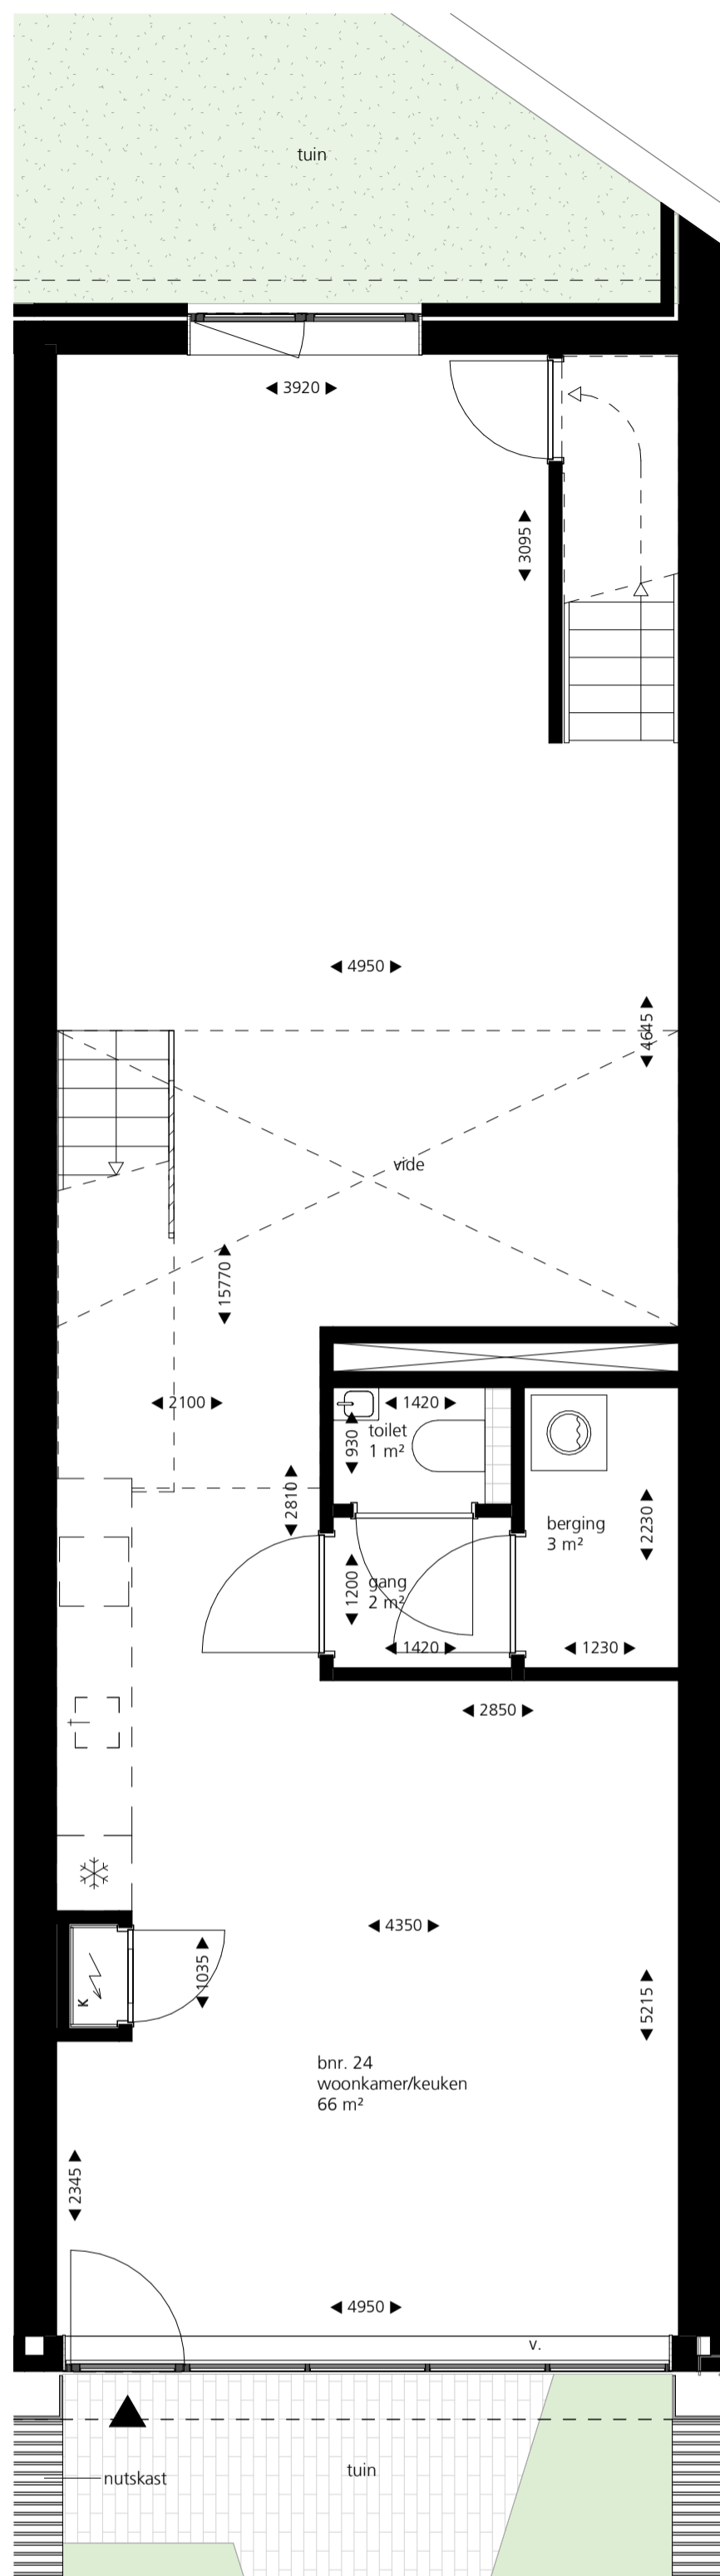 tuin
3920
3095
4950
4645
vide
15770
2100
1420
930
toilet
1 m²
2810
berging
3 m²
2230
1200
gang
2 m²
1420
1230
2850
4350
1035
K
5215
bnr. 24
woonkamer/keuken
66 m²
2345
4950
v.
tuin
nutskast